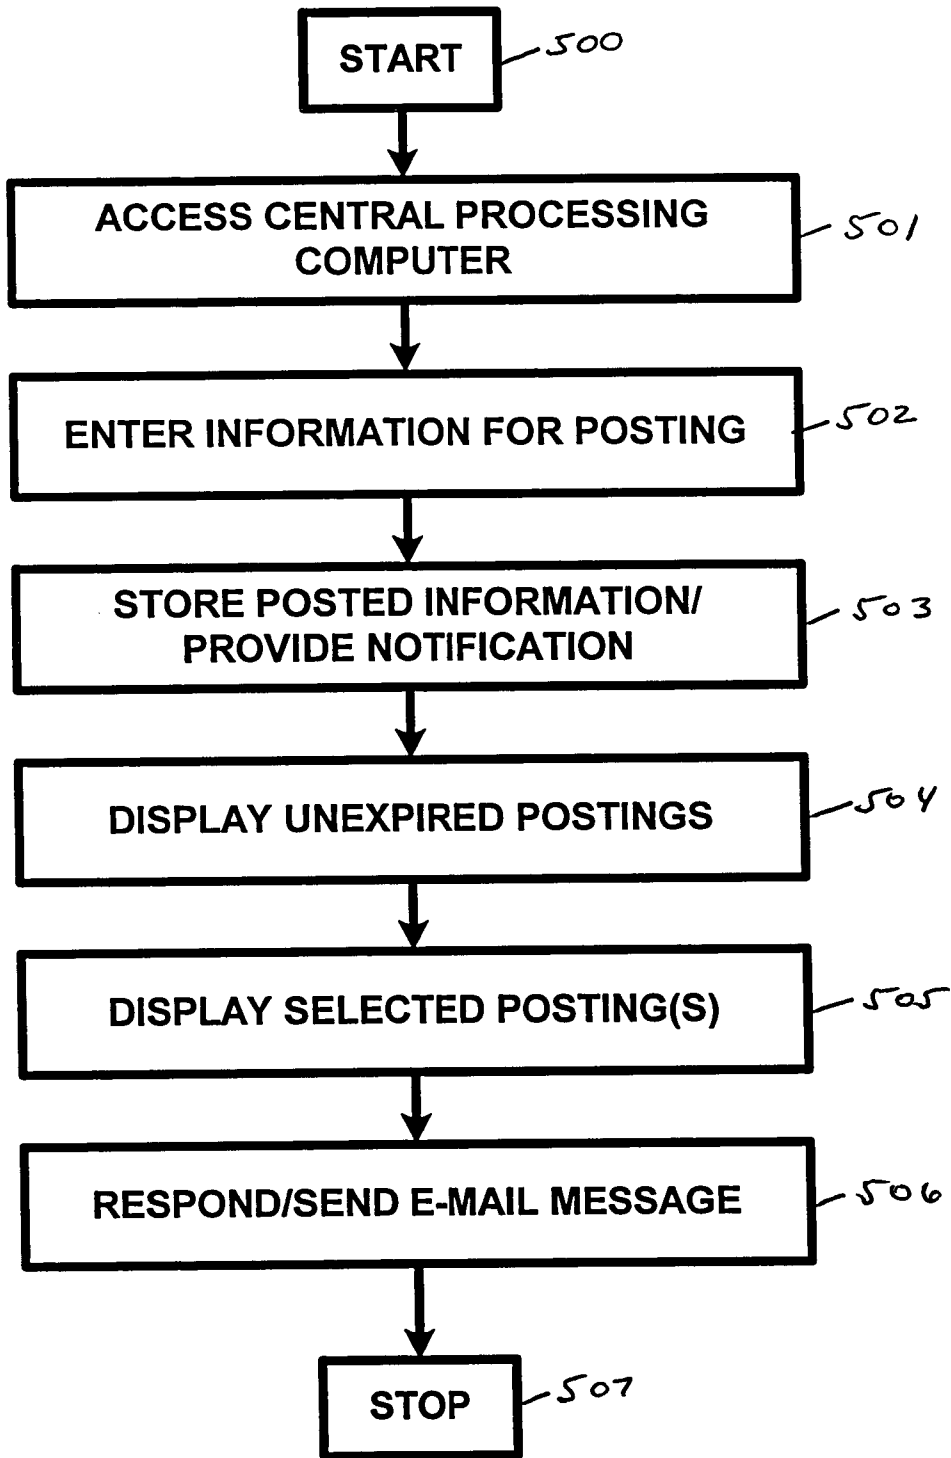 START
500
ACCESS CENTRAL PROCESSING
COMPUTER
501
ENTER INFORMATION FOR POSTING
502
STORE POSTED INFORMATION/
PROVIDE NOTIFICATION
503
DISPLAY UNEXPIRED POSTINGS
504
DISPLAY SELECTED POSTING(S)
505
RESPOND/SEND E-MAIL MESSAGE
506
STOP
507